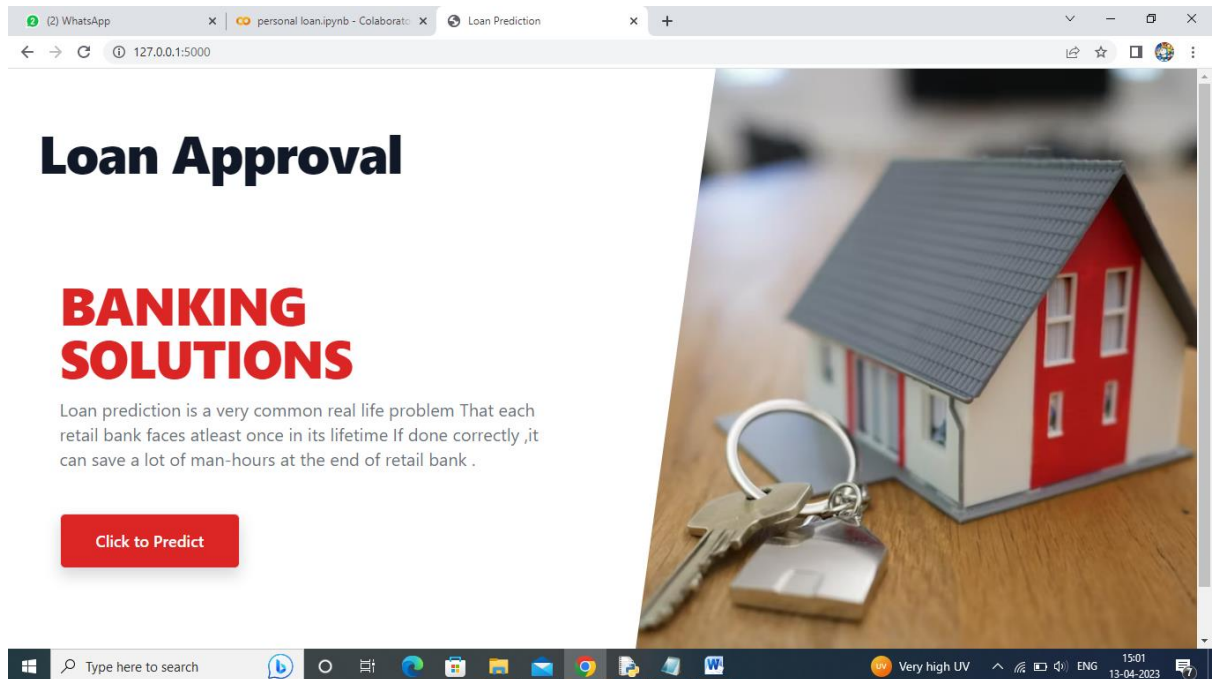 (2) WhatsApp
personal loan.ipynb - Colaborato
Loan Prediction
127.0.0.1:5000
Loan Approval
BANKING
SOLUTIONS
Loan prediction is a very common real life problem That each
retail bank faces atleast once in its lifetime If done correctly ,it
can save a lot of man-hours at the end of retail bank .
Click to Predict
Type here to search
UV
Very high UV
ENG
15:01
13-04-2023
7